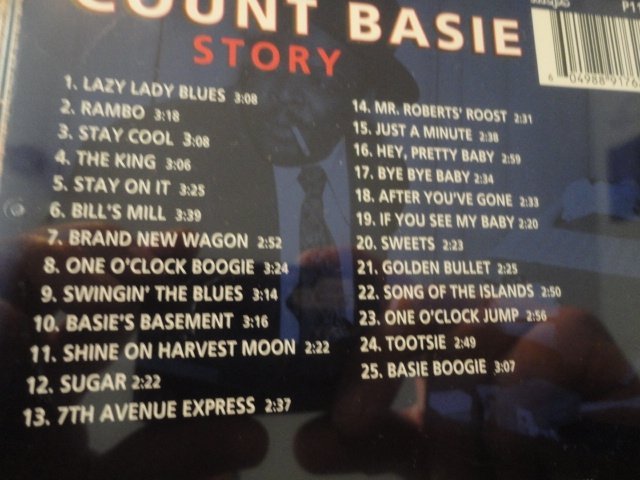 COUNT BASIE
STORY
1. LAZY LADY BLUES 3:08
2. RAMBO 3:18
3. STAY COOL 3:08
4. THE KING 3:06
5. STAY ON IT 3:25
6. BILL'S MILL 3:39
7. BRAND NEW WAGON 2:52
8. ONE O'CLOCK BOOGIE 3:24
9. SWINGIN' THE BLUES 3:14
10. BASIE'S BASEMENT 3:16
11. SHINE ON HARVEST MOON 2:22
12. SUGAR 2:22
13. 7TH AVENUE EXPRESS 2:37
14. MR. ROBERTS' ROOST 2:31
15. JUST A MINUTE 2:38
16. HEY, PRETTY BABY 2:59
17. BYE BYE BABY 2:34
18. AFTER YOU'VE GONE 2:33
19. IF YOU SEE MY BABY 2:20
20. SWEETS 2:23
21. GOLDEN BULLET 2:25
22. SONG OF THE ISLANDS 2:50
23. ONE O'CLOCK JUMP 2:56
24. TOOTSIE 2:49
25. BASIE BOOGIE 3:07